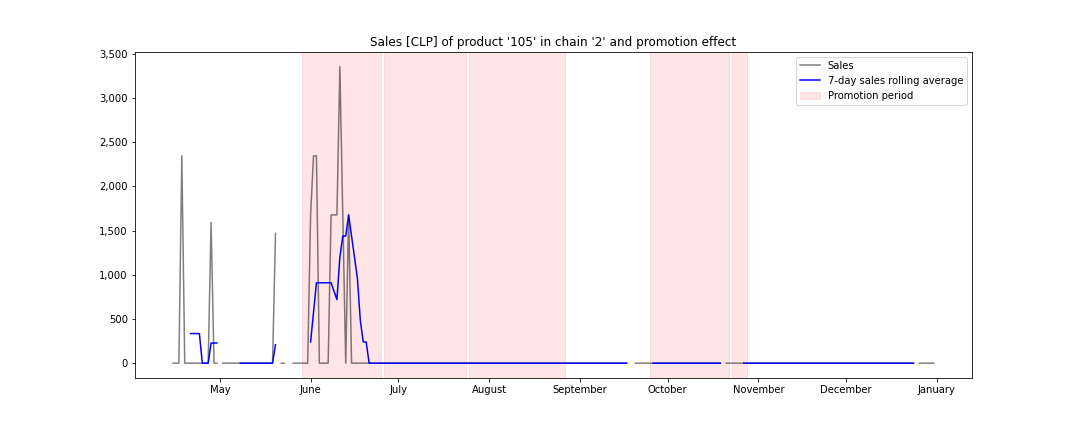 Sales [CLP] of product '105' in chain '2' and promotion effect
3,500
3,000
2,500
2,000
1,500
1,000
500
0
Sales
7-day sales rolling average
Promotion period
May June July August September October November December January